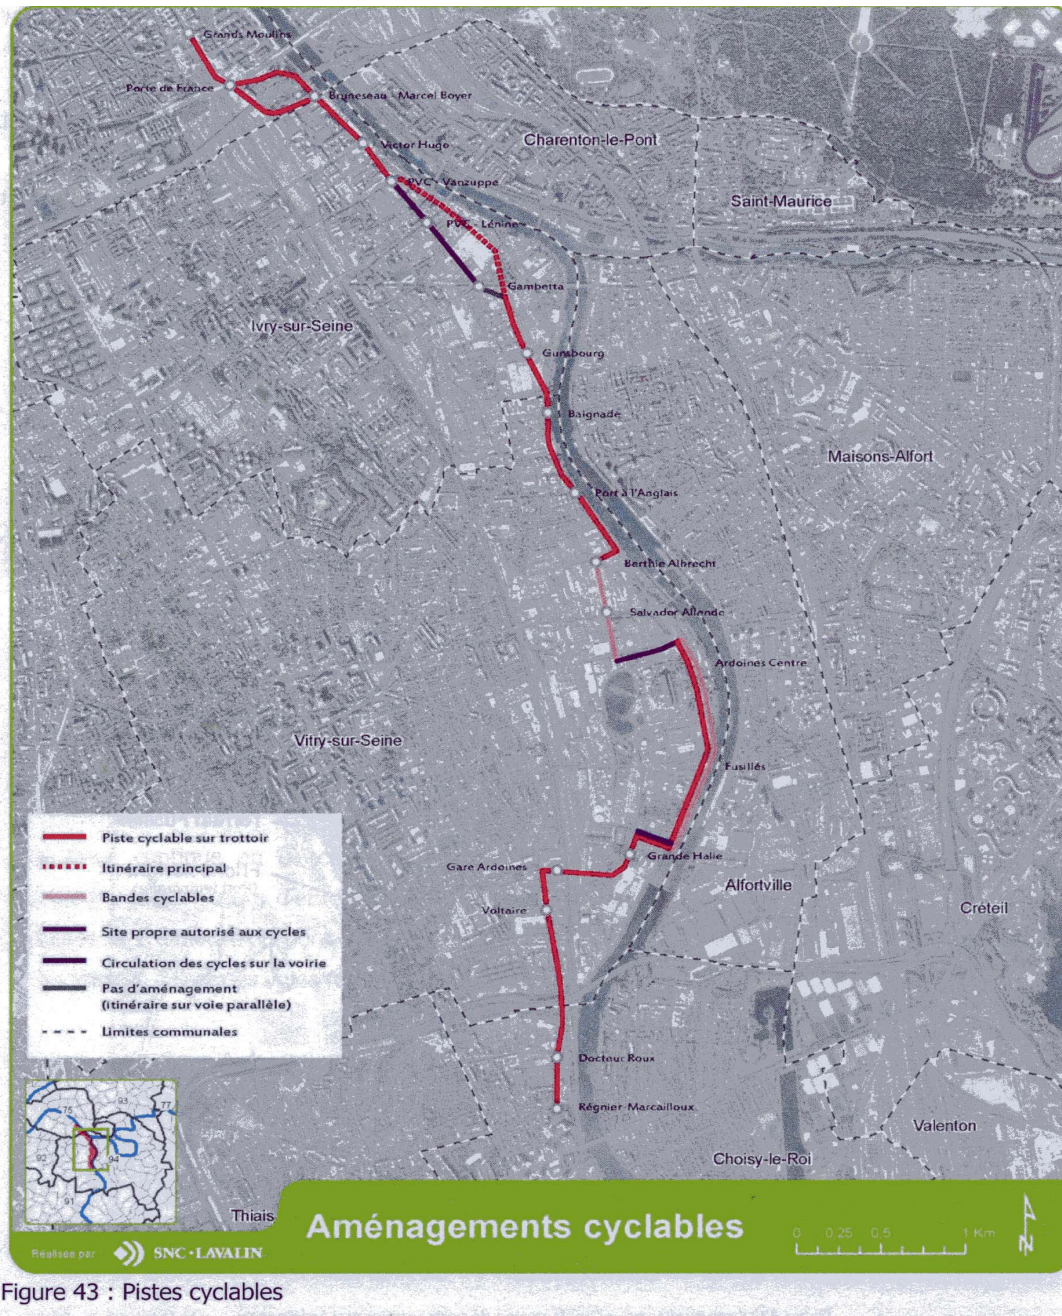 Grands Moulins
Porte de France
Bruneseau - Marcel Boyer
Victor Hugo
Charenton-le-Pont
PVC - Vanzuppe
Saint-Maurice
PVC - Lénine
Gambetta
Ivry-sur-Seine
Gunsbourg
Baignade
Maisons-Alfort
Port à l'Anglais
Berthie Albrecht
Salvador Allende
Ardoines Centre
Vitry-sur-Seine
Fusillés
Piste cyclable sur trottoir
Itinéraire principal
Bandes cyclables
Site propre autorisé aux cycles
Circulation des cycles sur la voirie
Pas d'aménagement
(itinéraire sur voie parallèle)
Limites communales
Grande Halle
Gare Ardoines
Alfortville
Voltaire
Créteil
Docteur Roux
Régnier-Marcailloux
Valenton
Choisy-le-Roi
93
77
75
92
94
91
Thiais
Aménagements cyclables
0 0,25 0,5 1 Km
N
Réalisée par SNC·LAVALIN
Figure 43 : Pistes cyclables